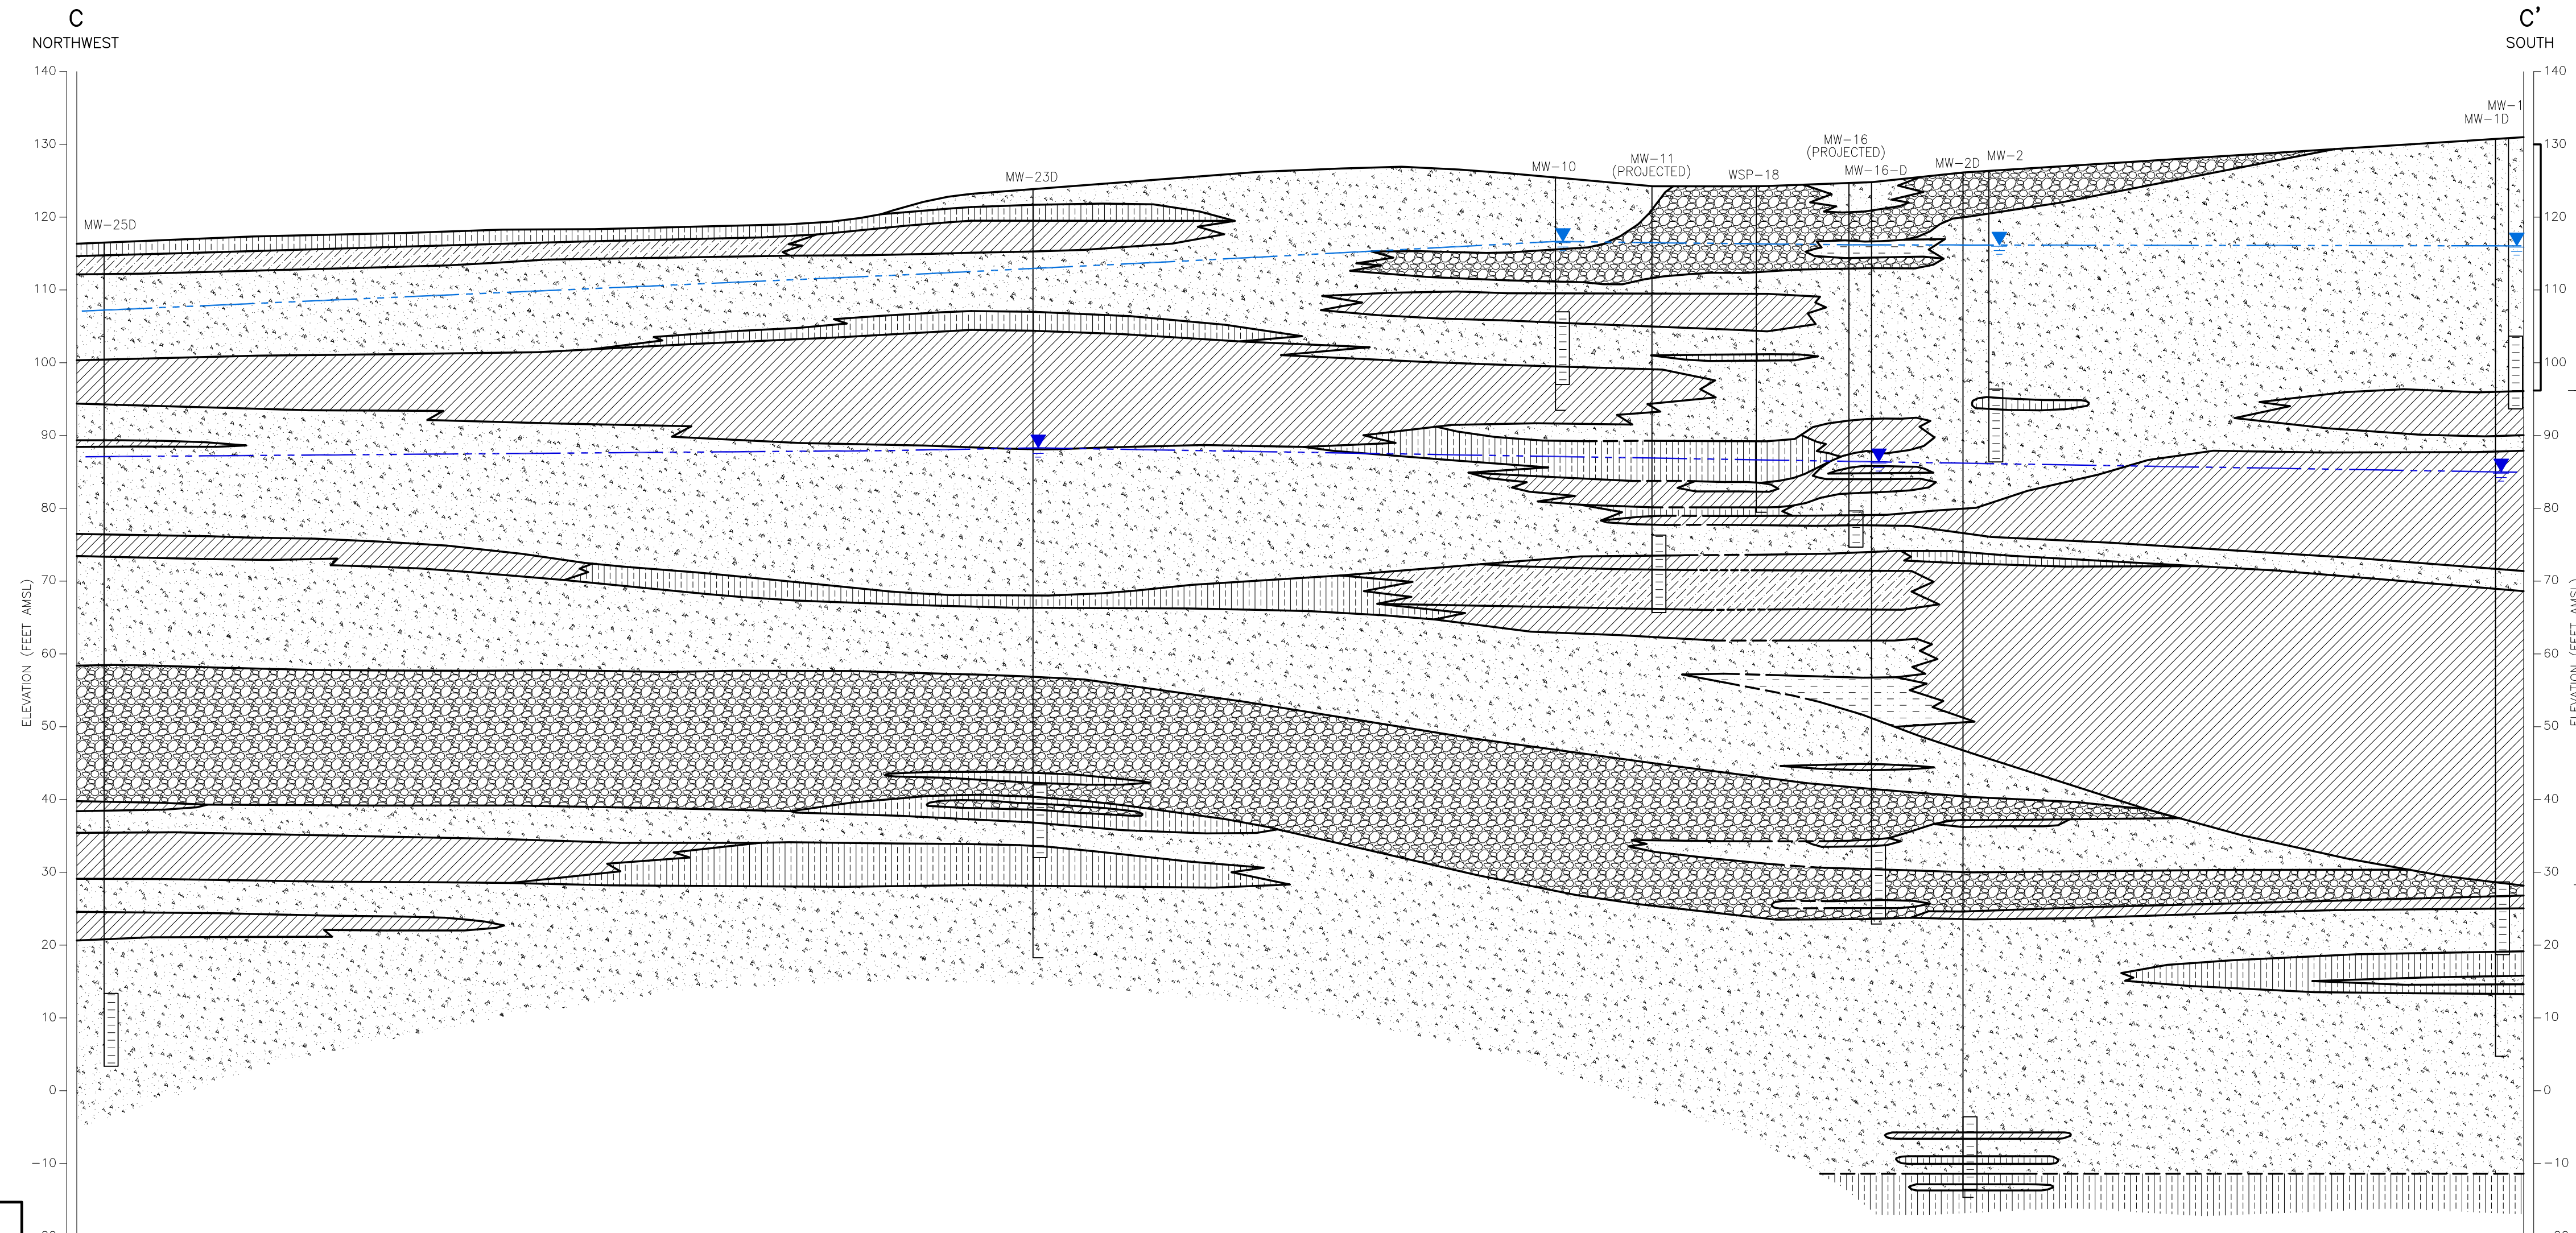 C
C'
NORTHWEST
SOUTH
140
140
MW-1
MW-1D
130
130
MW-16
(PROJECTED)
MW-11
(PROJECTED)
MW-10
MW-2D
MW-2
MW-23D
WSP-18
MW-16-D
120
120
MW-25D
110
110
100
100
90
90
80
80
70
70
ELEVATION (FEET AMSL)
ELEVATION (FEET AMSL)
60
60
50
50
40
40
30
30
20
20
10
10
0
0
-10
-10